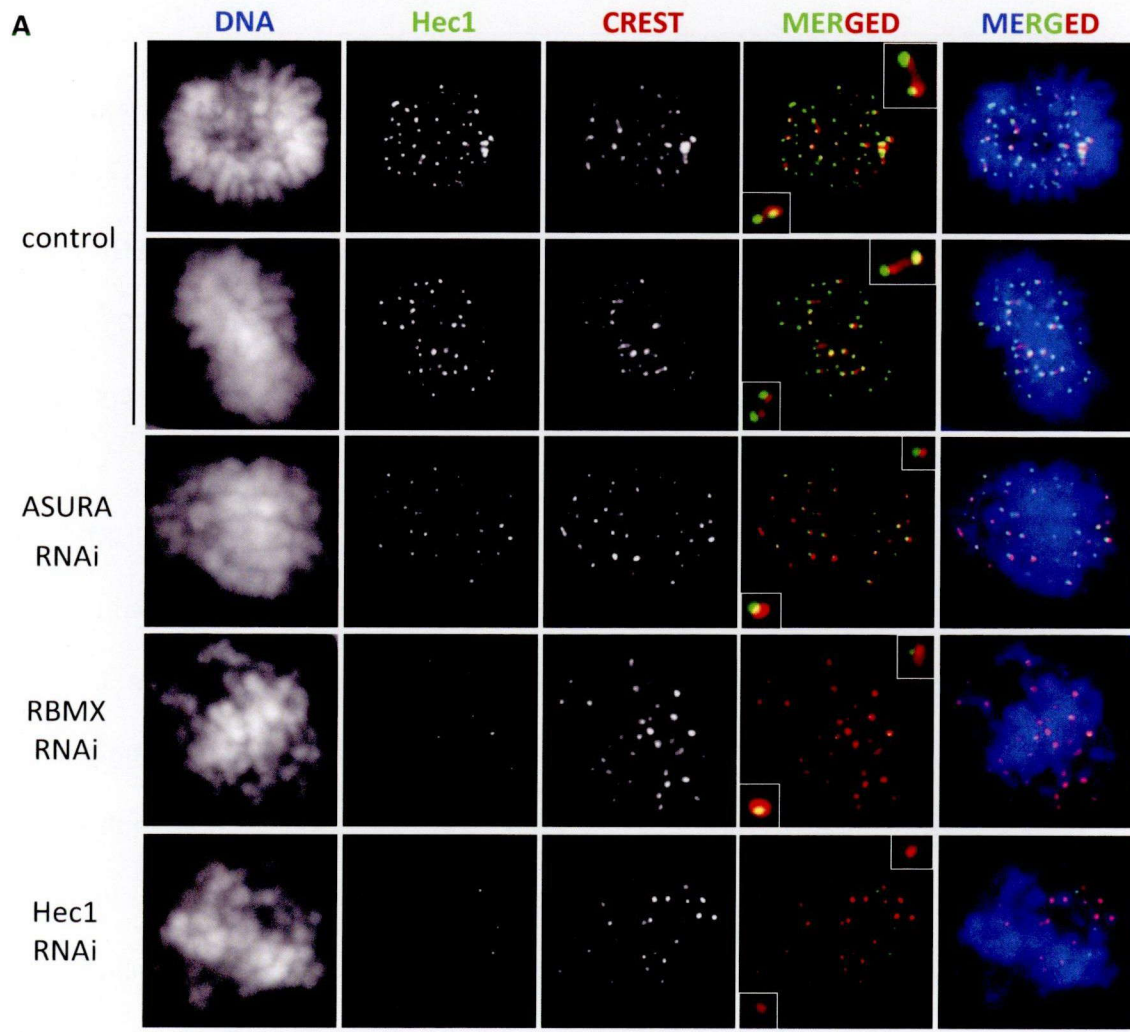 A
DNA Hec1 CREST MERGED MERGED
control
ASURA
RNAi
RBMX
RNAi
Hec1
RNAi